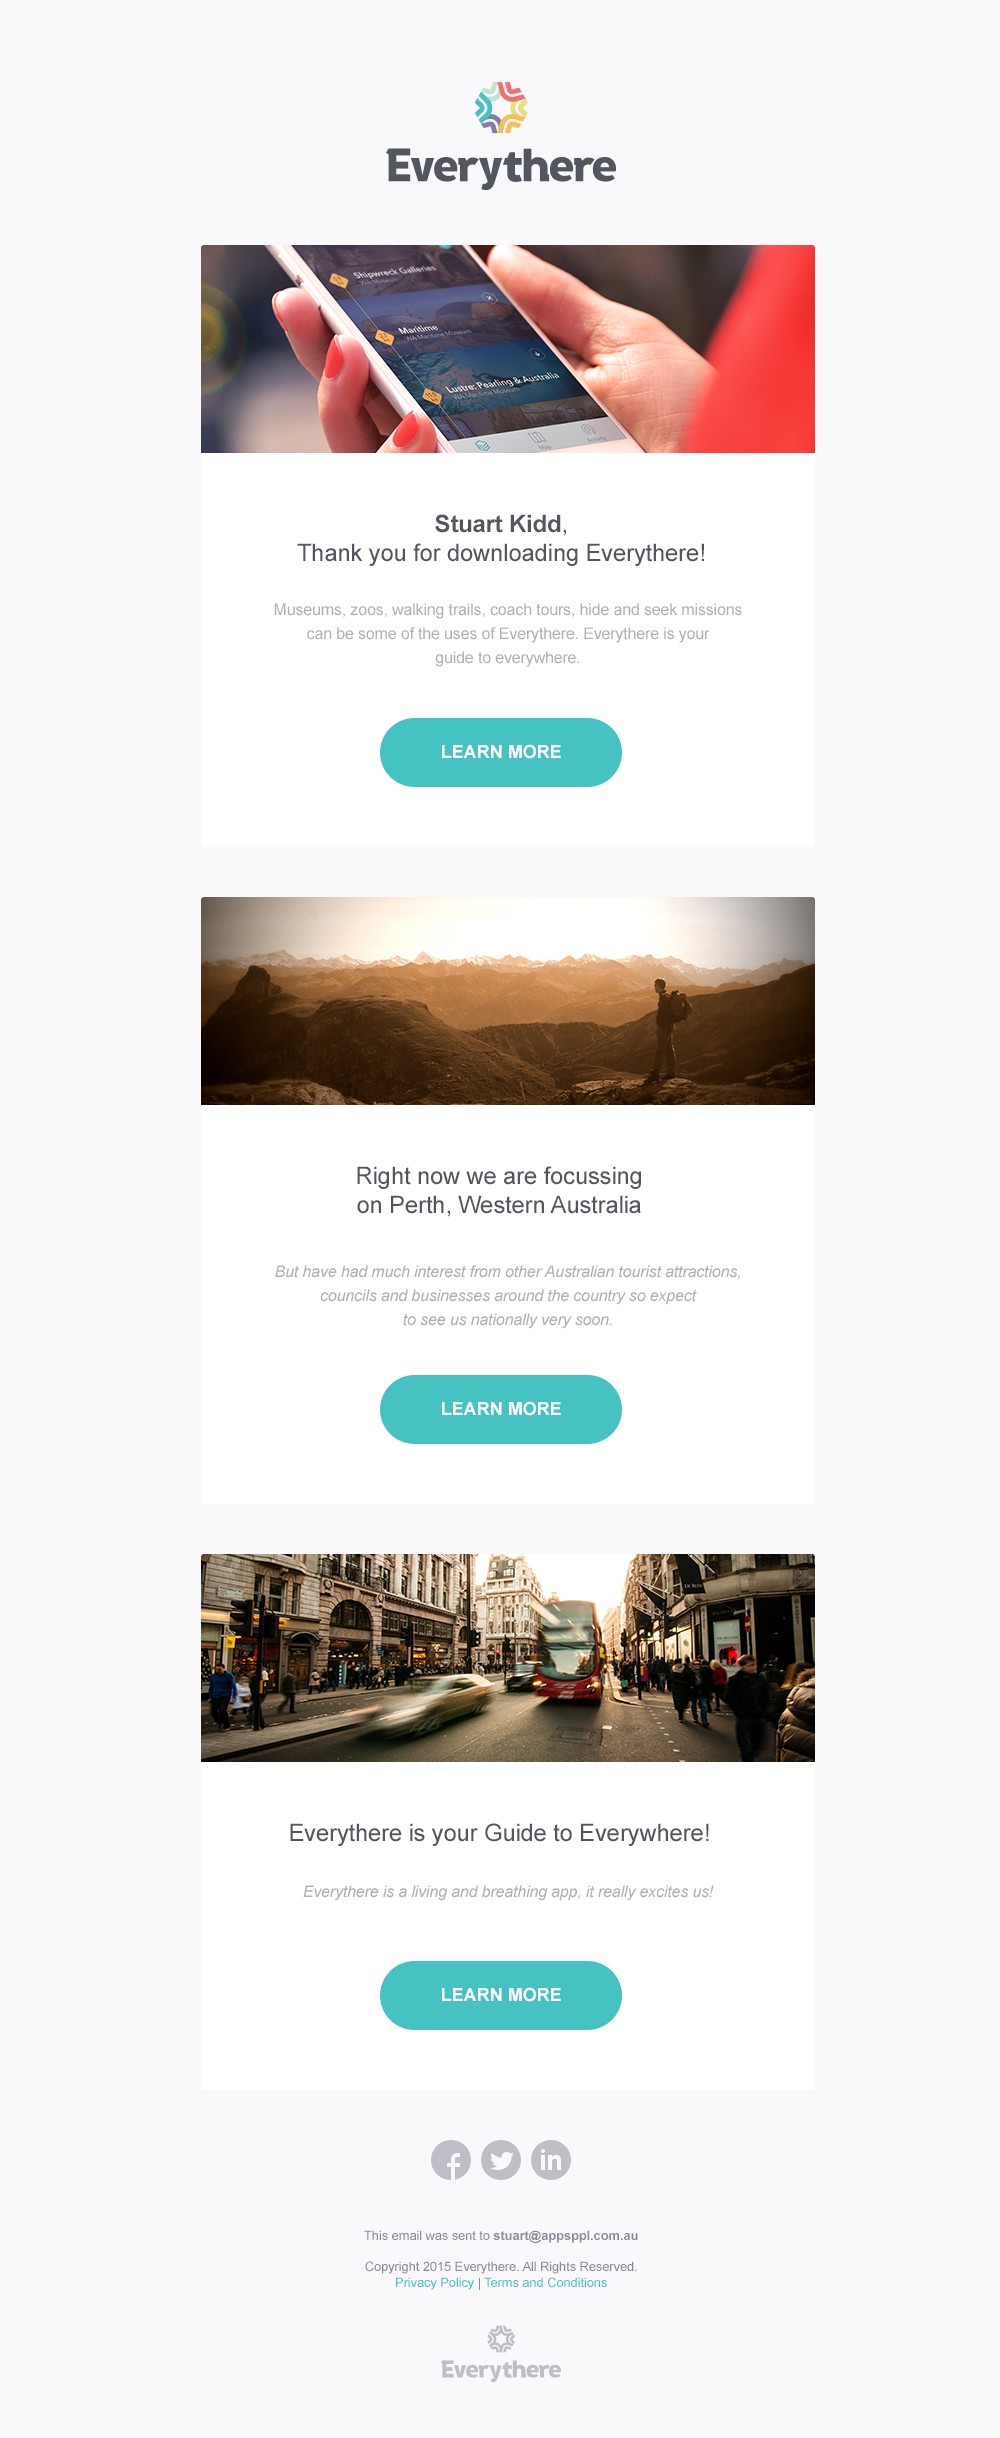 Everythere
Shipwreck Galleries
WA Museum
Maritime
WA Maritime Museum
Lustre: Pearling & Australia
WA Maritime Museum
Map
Activity
Stuart Kidd,
Thank you for downloading Everythere!
Museums, zoos, walking trails, coach tours, hide and seek missions
can be some of the uses of Everythere. Everythere is your
guide to everywhere.
LEARN MORE
Right now we are focussing
on Perth, Western Australia
But have had much interest from other Australian tourist attractions,
councils and businesses around the country so expect
to see us nationally very soon.
LEARN MORE
Everythere is your Guide to Everywhere!
Everythere is a living and breathing app, it really excites us!
LEARN MORE
This email was sent to stuart@appsppl.com.au
Copyright 2015 Everythere. All Rights Reserved.
Privacy Policy | Terms and Conditions
Everythere